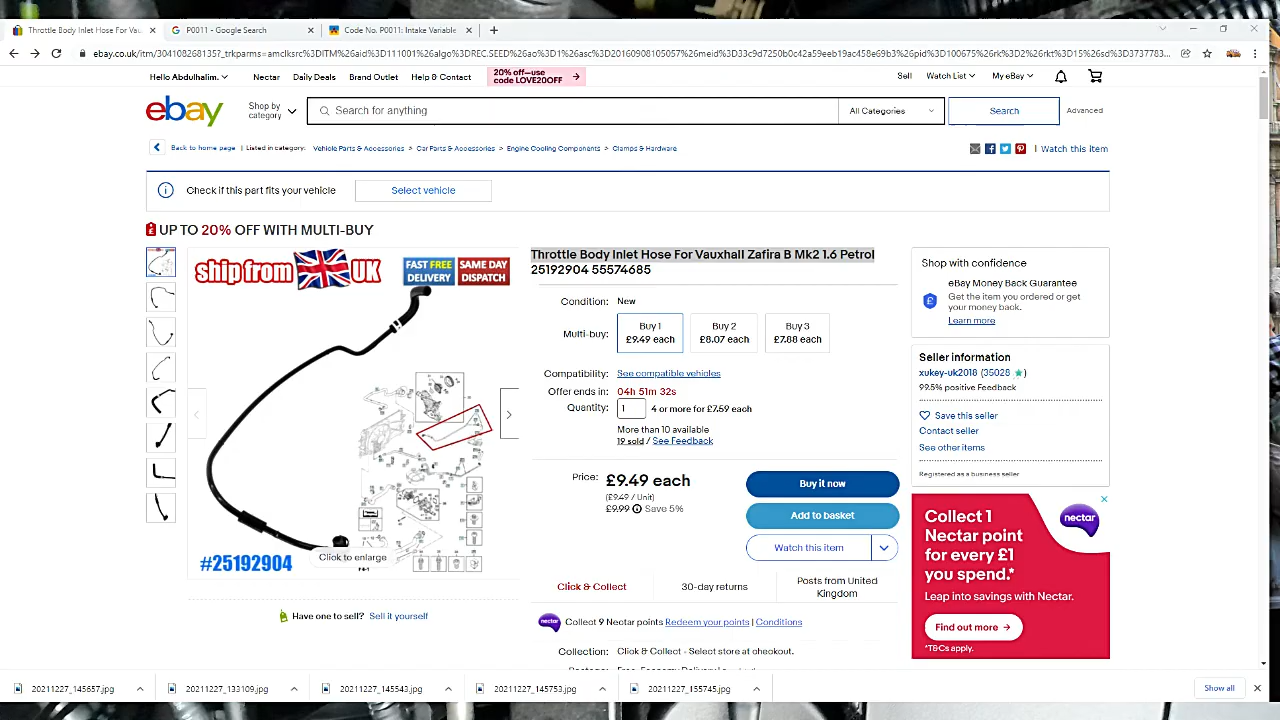 Throttle Body Inlet Hose For Vau
P0011 - Google Search
Code No. P0011: Intake Variable
Hello Abdulhalim.
Nectar
Daily Deals
Brand Outlet
Help & Contact
20% off—use
code LOVE20OFF
Sell
Watch List
My eBay
ebay
Shop by
category
Search for anything
All Categories
Search
Advanced
Back to home page
Listed in category:
Vehicle Parts & Accessories > Car Parts & Accessories > Engine Cooling Components > Clamps & Hardware
Watch this item
Check if this part fits your vehicle
Select vehicle
UP TO 20% OFF WITH MULTI-BUY
ship from UK
FAST FREE
DELIVERY
SAME DAY
DISPATCH
#25192904
Click to enlarge
Have one to sell? Sell it yourself
Throttle Body Inlet Hose For Vauxhall Zafira B Mk2 1.6 Petrol
25192904 55574685
Condition: New
Multi-buy:
Buy 1
£9.49 each
Buy 2
£8.07 each
Buy 3
£7.88 each
Compatibility: See compatible vehicles
Offer ends in: 04h 51m 32s
Quantity: 1 4 or more for £7.59 each
More than 10 available
19 sold / See Feedback
Price: £9.49 each
(£9.49 / Unit)
£9.99 Save 5%
Buy it now
Add to basket
Watch this item
Click & Collect
30-day returns
Posts from United
Kingdom
nectar Collect 9 Nectar points Redeem your points | Conditions
Collection: Click & Collect - Select store at checkout.
Shop with confidence
eBay Money Back Guarantee
Get the item you ordered or get
your money back.
Learn more
Seller information
xukey-uk2018 (35028)
99.5% positive Feedback
Save this seller
Contact seller
See other items
Registered as a business seller
Collect 1
Nectar point
for every £1
you spend.*
nectar
Leap into savings with Nectar.
Find out more →
*T&Cs apply.
20211227_145657.jpg
20211227_133109.jpg
20211227_145543.jpg
20211227_145753.jpg
20211227_155745.jpg
Show all